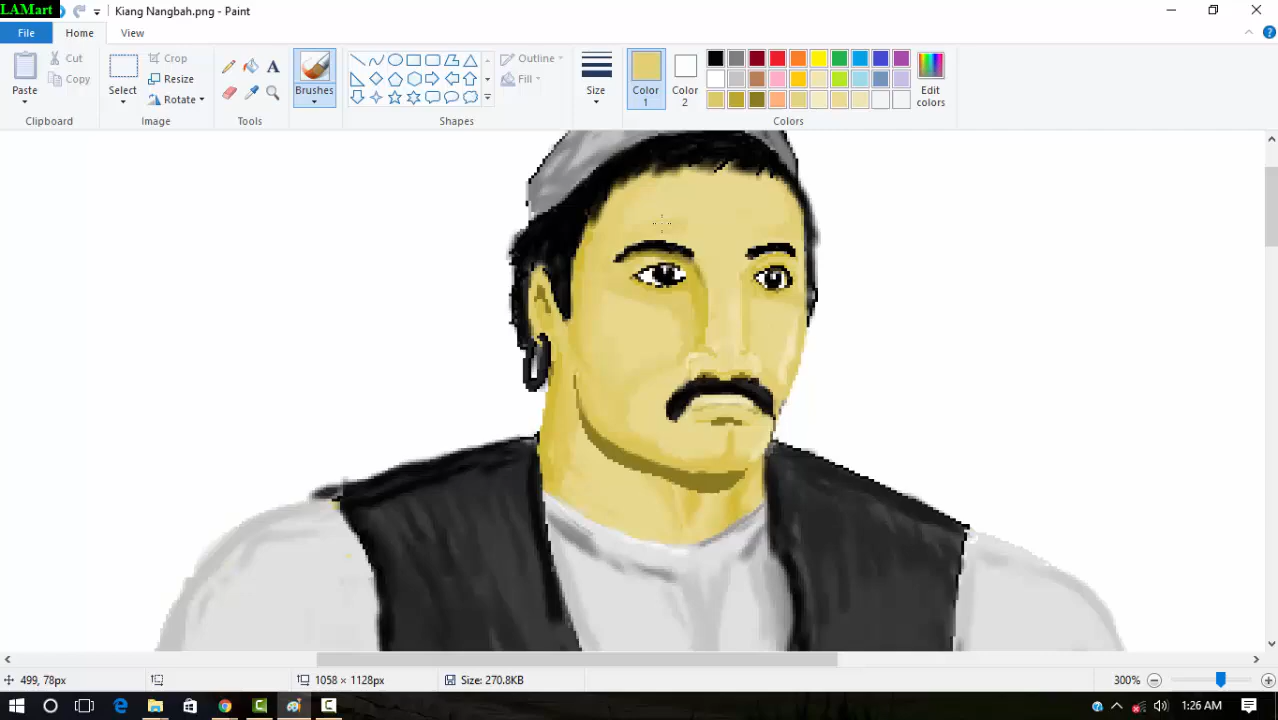 LAMart
Kiang Nangbah.png - Paint
File
Home
View
Paste
Cut
Copy
Clipboard
Select
Crop
Resize
Rotate
Image
A
Tools
Brushes
Outline
Fill
Shapes
Size
Color
1
Color
2
Edit
colors
Colors
499, 78px
1058 × 1128px
Size: 270.8KB
300%
1:26 AM